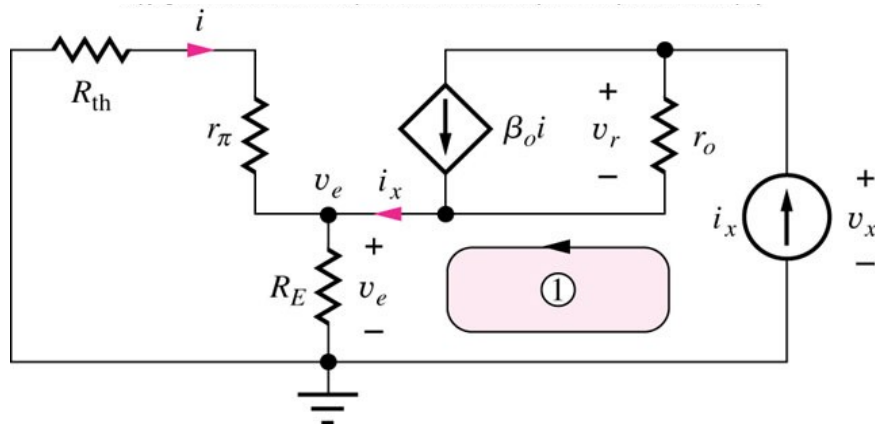 i
R_th
r_π
β_o i
+
v_r
−
r_o
v_e
i_x
i_x
+
v_x
−
R_E
+
v_e
−
①